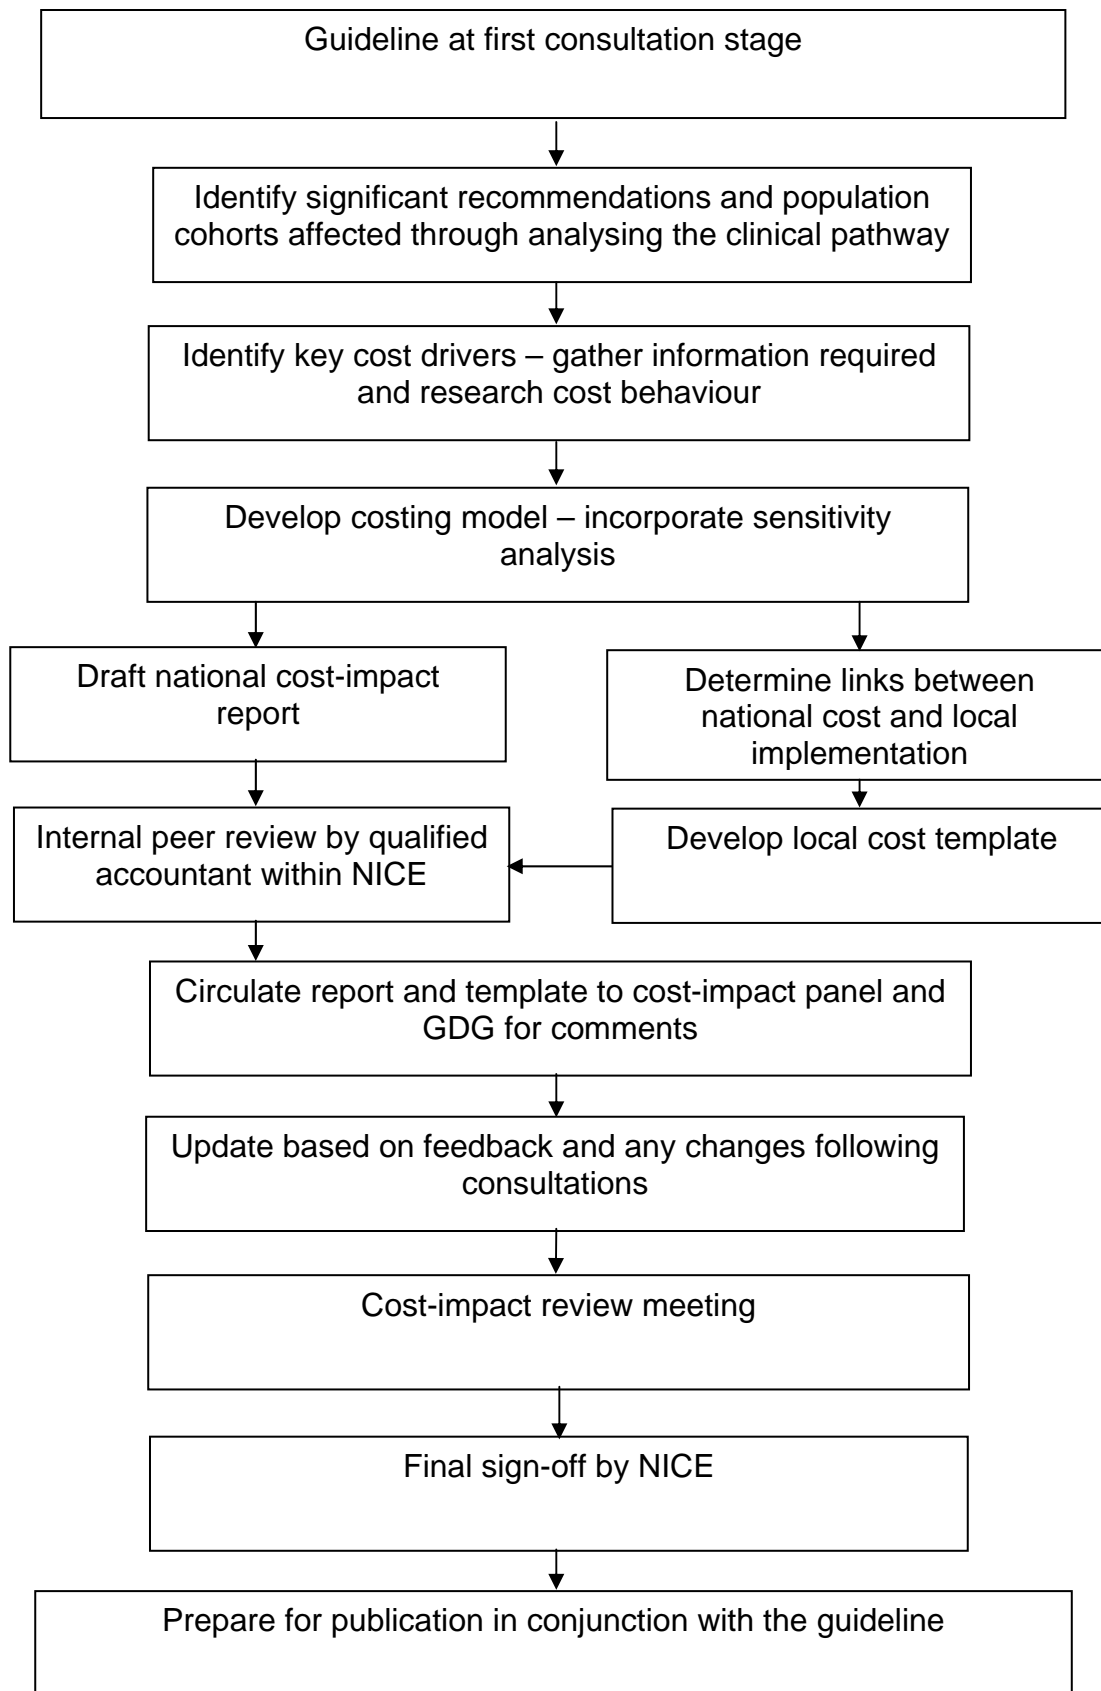 Guideline at first consultation stage
Identify significant recommendations and population
cohorts affected through analysing the clinical pathway
Identify key cost drivers – gather information required
and research cost behaviour
Develop costing model – incorporate sensitivity
analysis
Draft national cost-impact
report
Determine links between
national cost and local
implementation
Internal peer review by qualified
accountant within NICE
Develop local cost template
Circulate report and template to cost-impact panel and
GDG for comments
Update based on feedback and any changes following
consultations
Cost-impact review meeting
Final sign-off by NICE
Prepare for publication in conjunction with the guideline